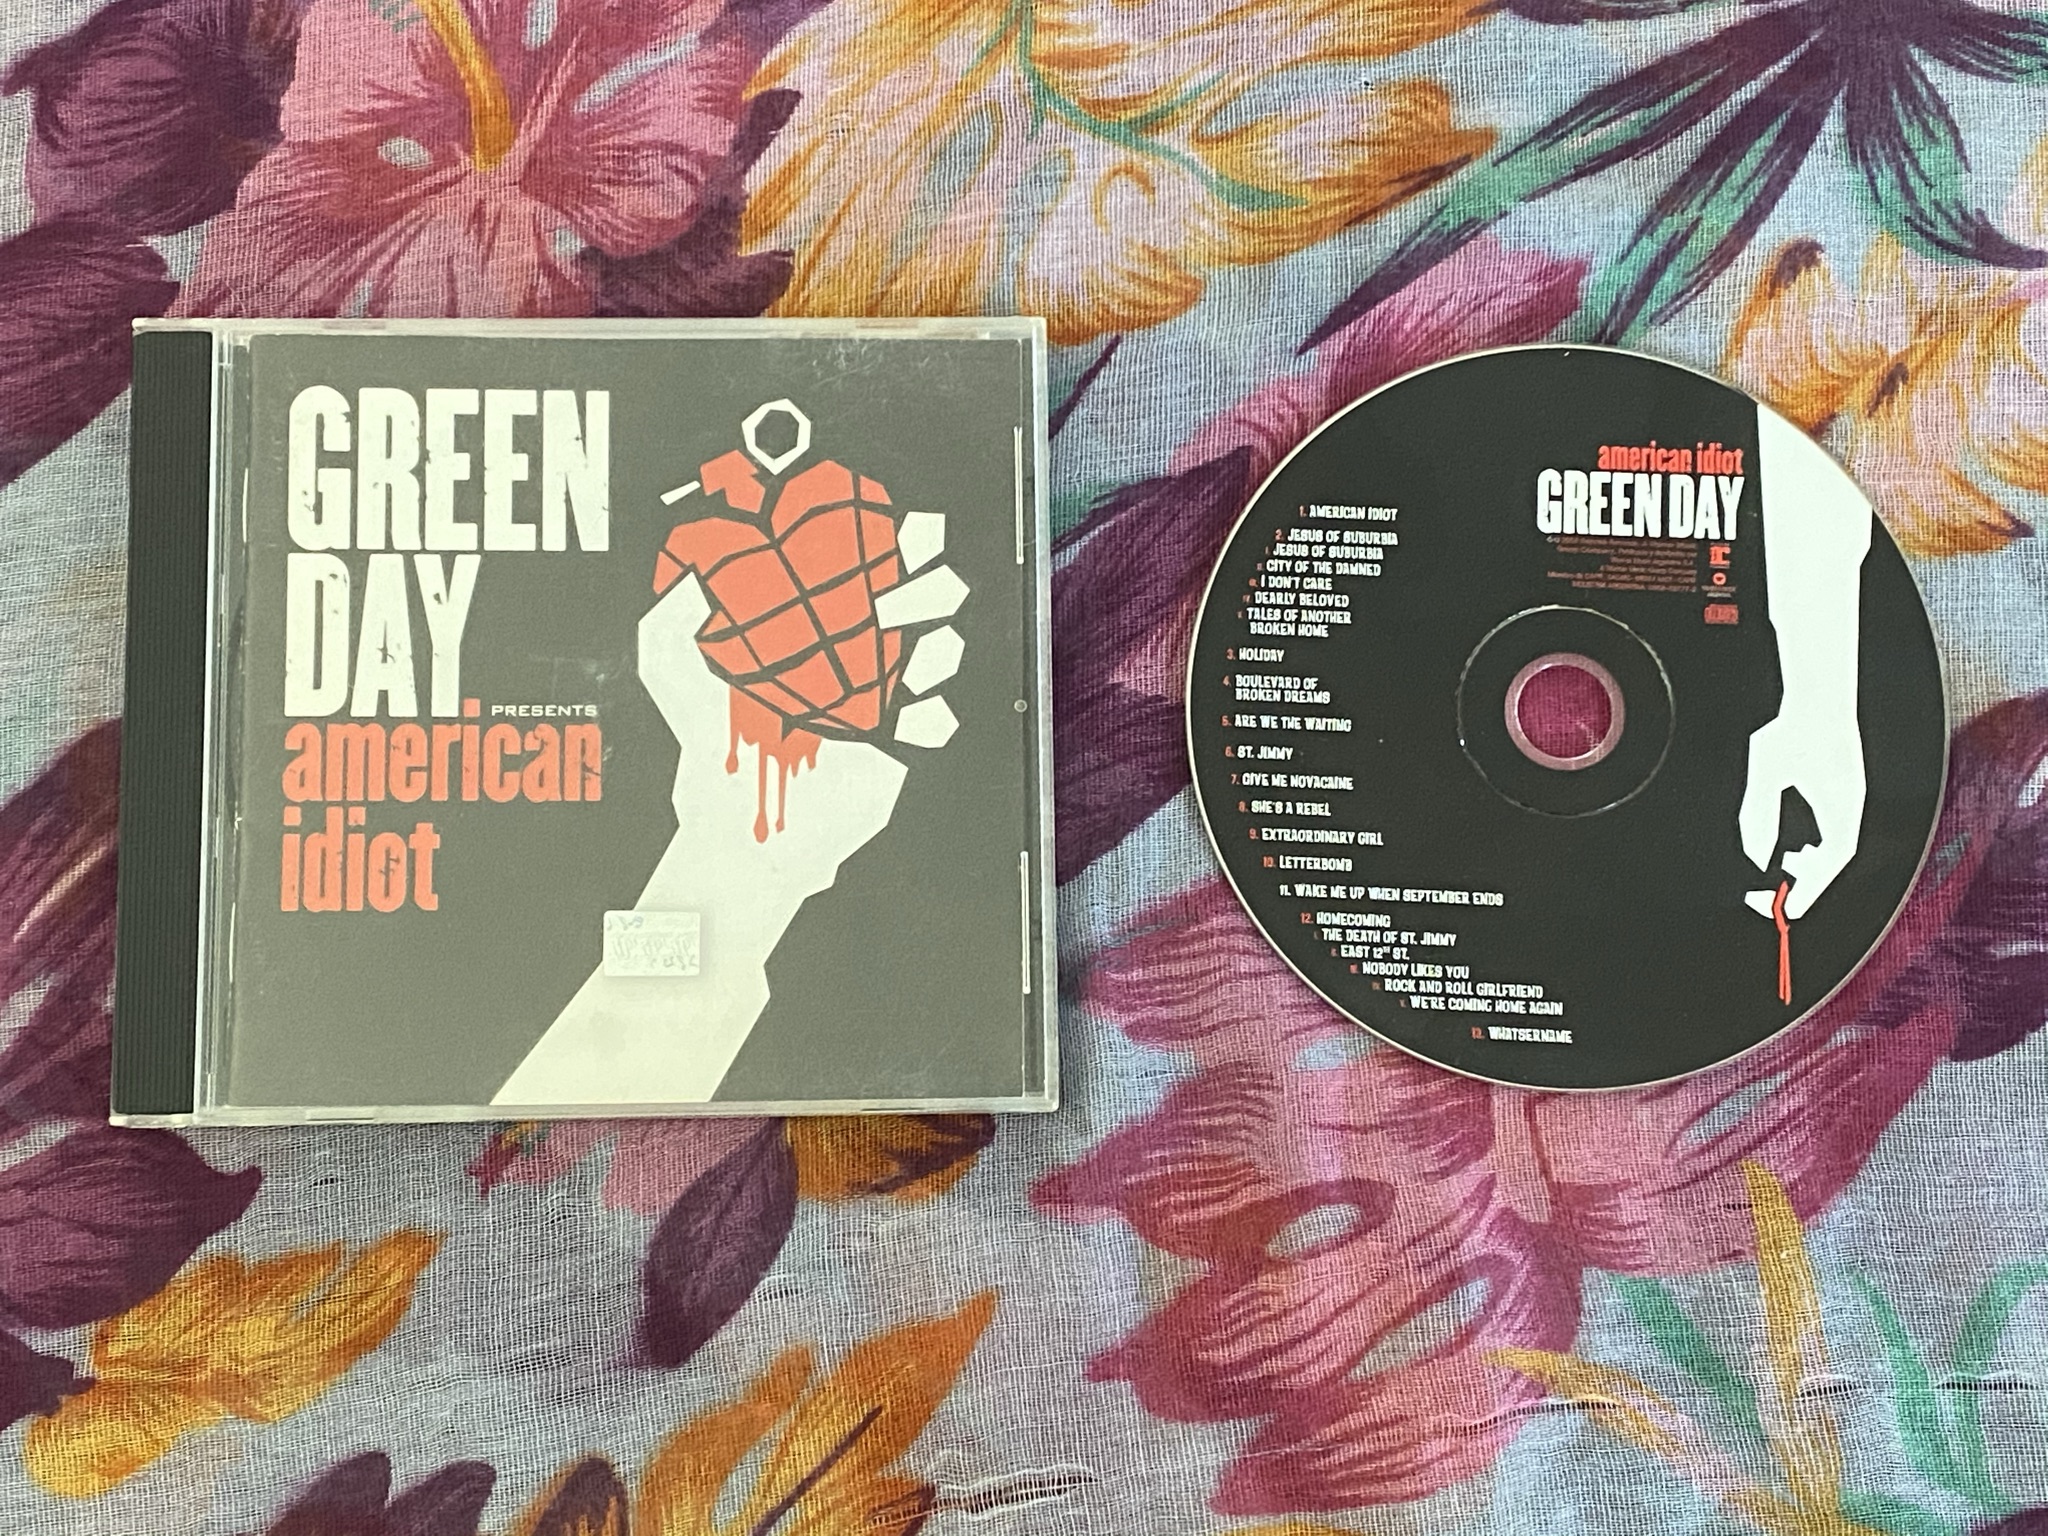 GREEN
DAY
PRESENTS
american
idiot
american idiot
GREEN DAY
1. AMERICAN IDIOT
2. JESUS OF SUBURBIA
I. JESUS OF SUBURBIA
II. CITY OF THE DAMNED
III. I DON'T CARE
IV. DEARLY BELOVED
V. TALES OF ANOTHER
BROKEN HOME
3. HOLIDAY
4. BOULEVARD OF
BROKEN DREAMS
5. ARE WE THE WAITING
6. ST. JIMMY
7. GIVE ME NOVACAINE
8. SHE'S A REBEL
9. EXTRAORDINARY GIRL
10. LETTERBOMB
11. WAKE ME UP WHEN SEPTEMBER ENDS
12. HOMECOMING
I. THE DEATH OF ST. JIMMY
II. EAST 12TH ST.
III. NOBODY LIKES YOU
IV. ROCK AND ROLL GIRLFRIEND
V. WE'RE COMING HOME AGAIN
13. WHATSERNAME